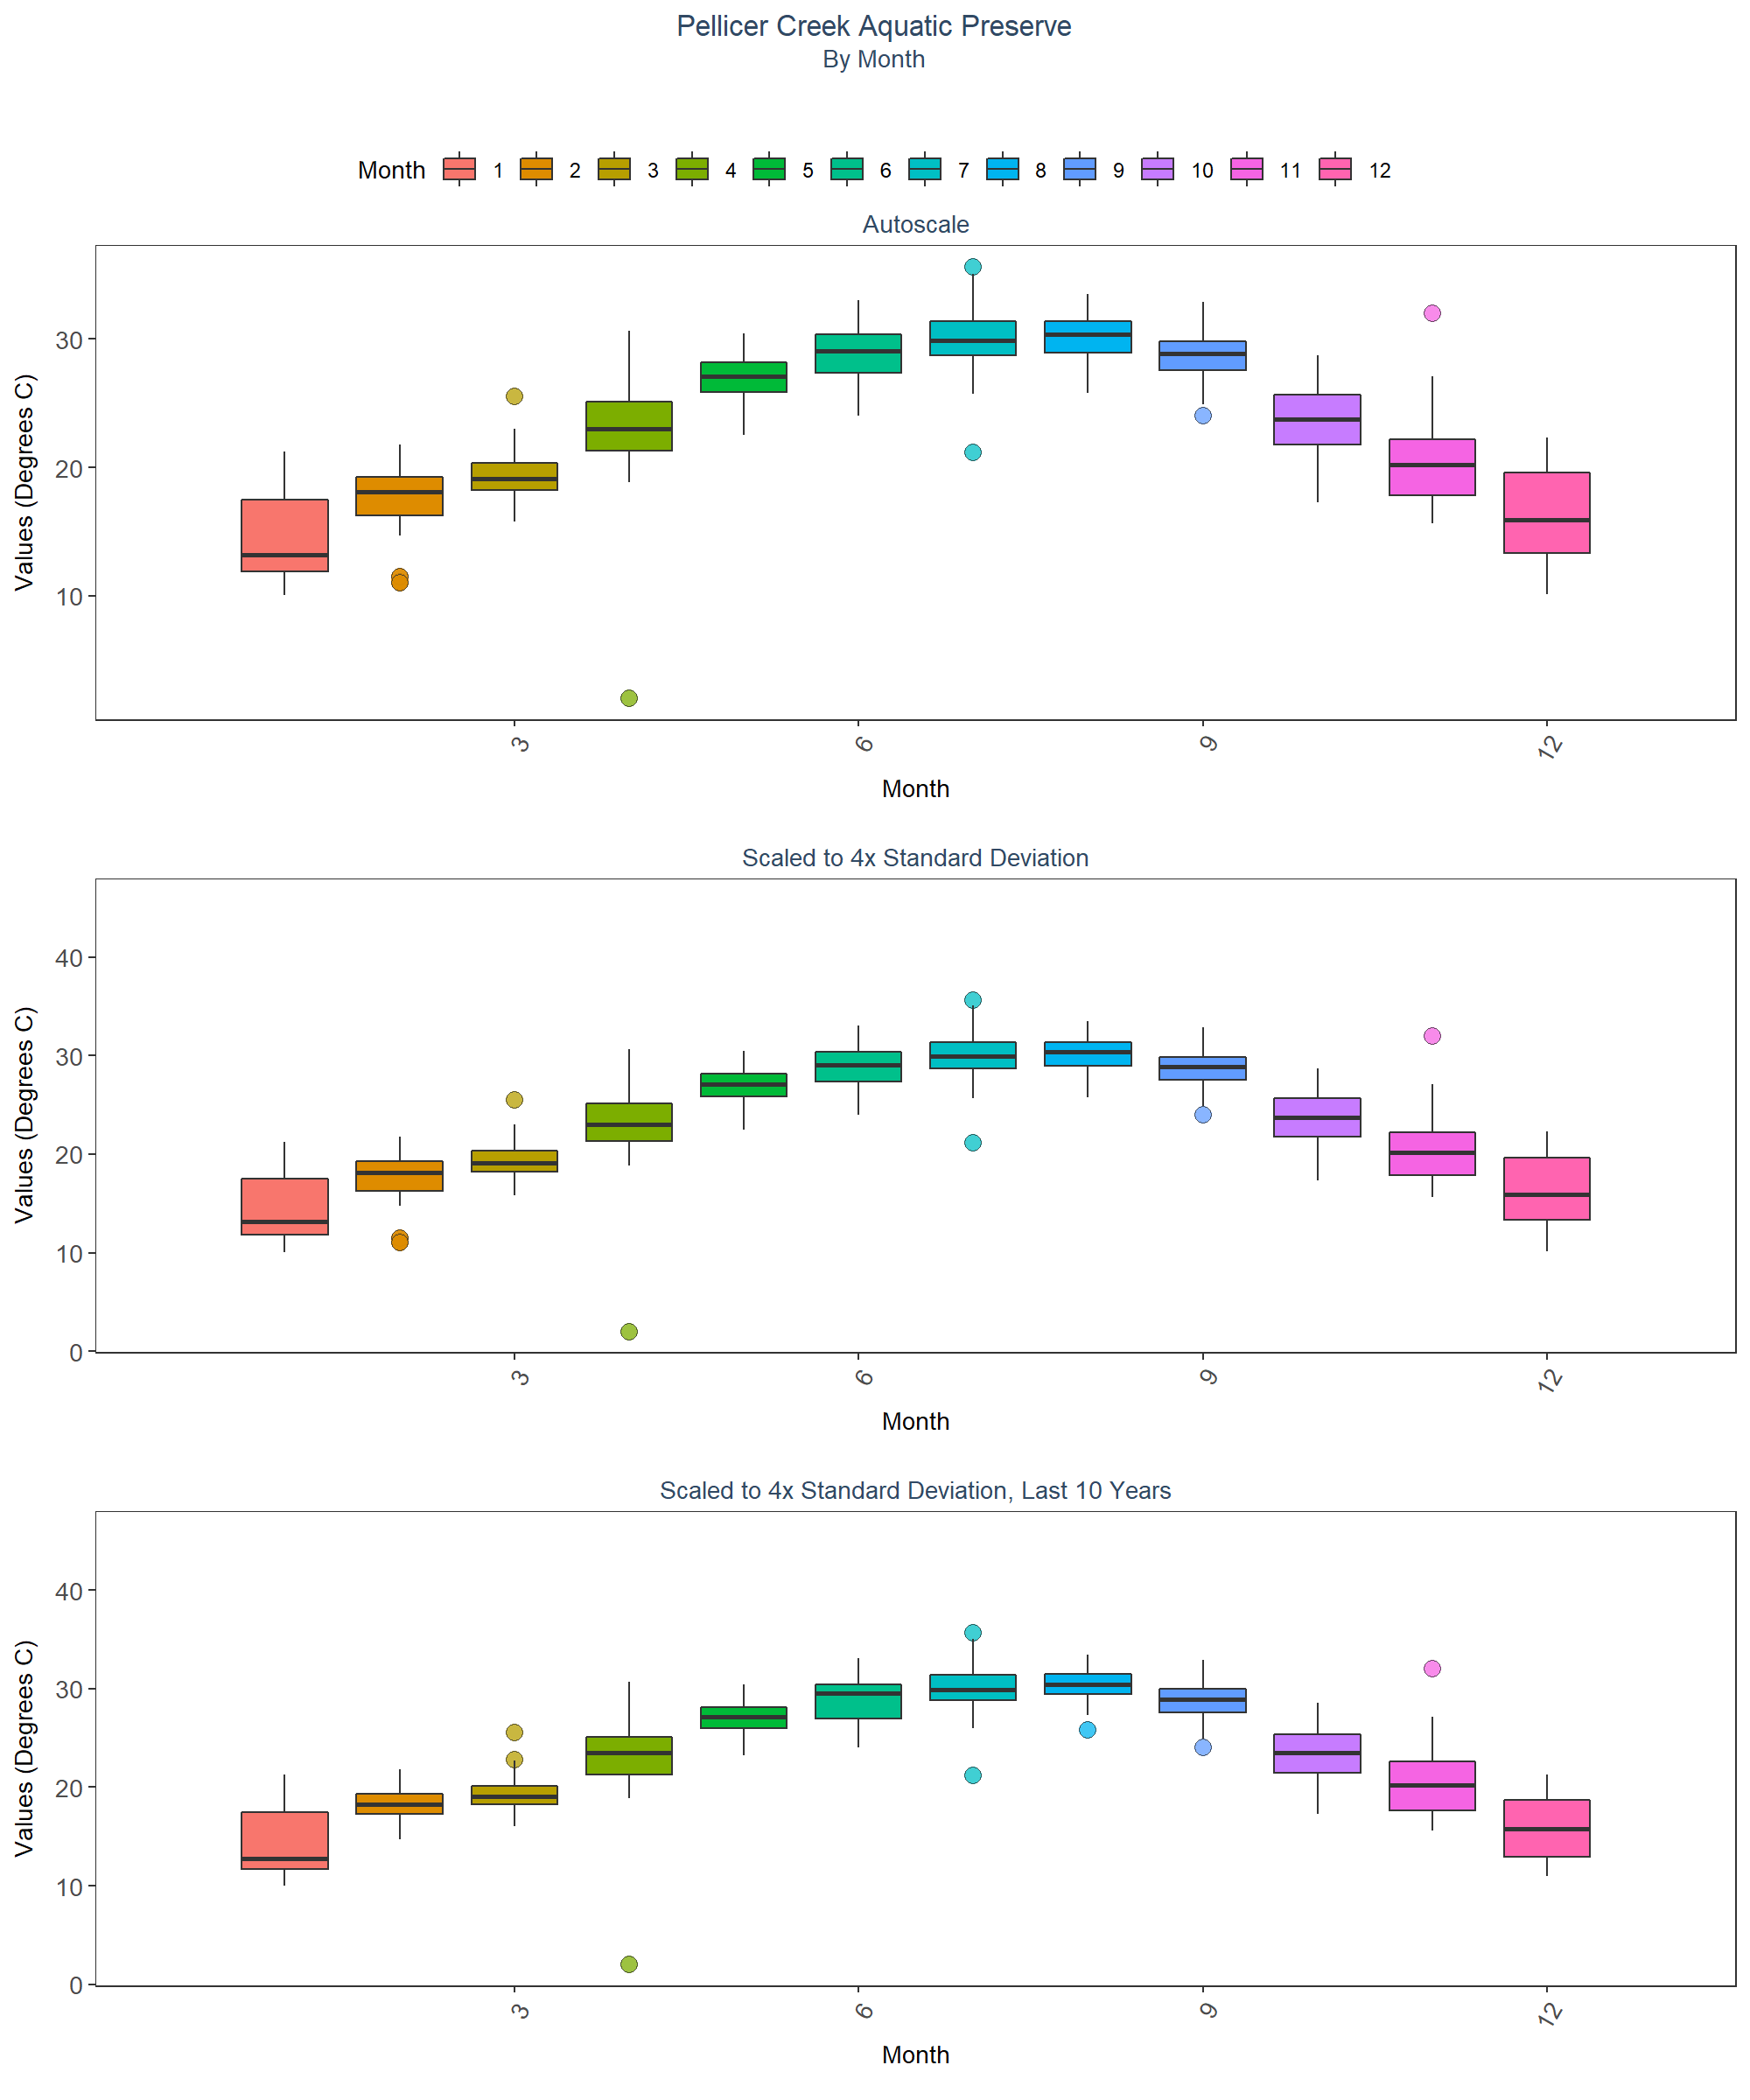 Pellicer Creek Aquatic Preserve
By Month
Month 1 2 3 4 5 6 7 8 9 10 11 12
Autoscale
Values (Degrees C)
30
20
10
3 6 9 12
Month
Scaled to 4x Standard Deviation
Values (Degrees C)
40
30
20
10
0
3 6 9 12
Month
Scaled to 4x Standard Deviation, Last 10 Years
Values (Degrees C)
40
30
20
10
0
3 6 9 12
Month